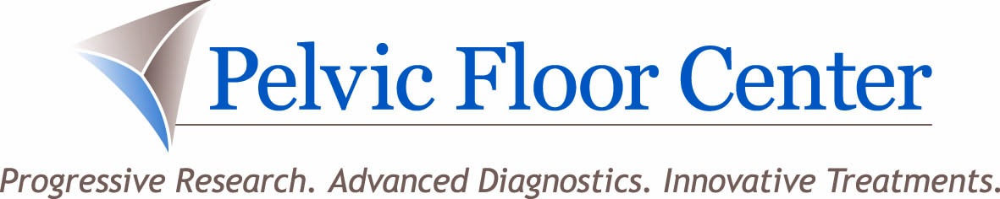 Pelvic Floor Center
Progressive Research. Advanced Diagnostics. Innovative Treatments.